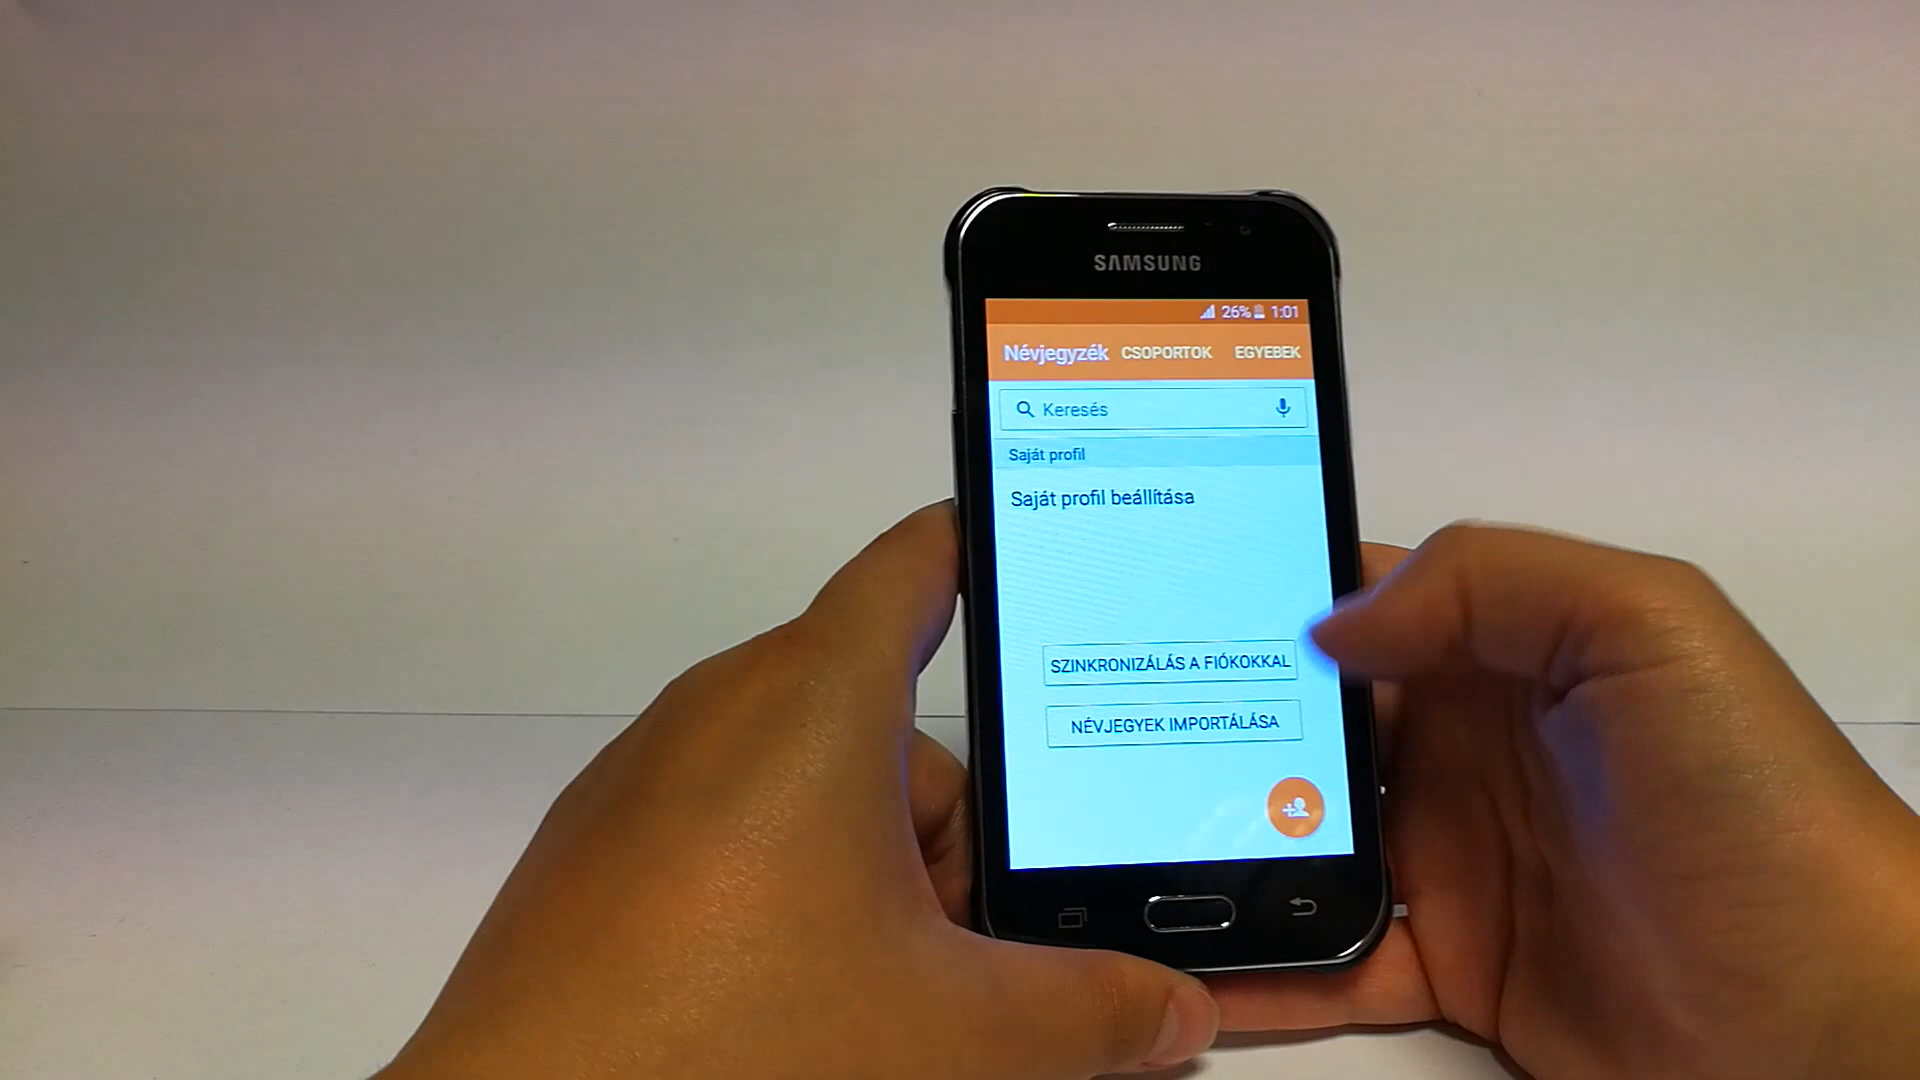 SAMSUNG
26% 1:01
Névjegyzék CSOPORTOK EGYEBEK
Keresés
Saját profil
Saját profil beállítása
SZINKRONIZÁLÁS A FIÓKOKKAL
NÉVJEGYEK IMPORTÁLÁSA